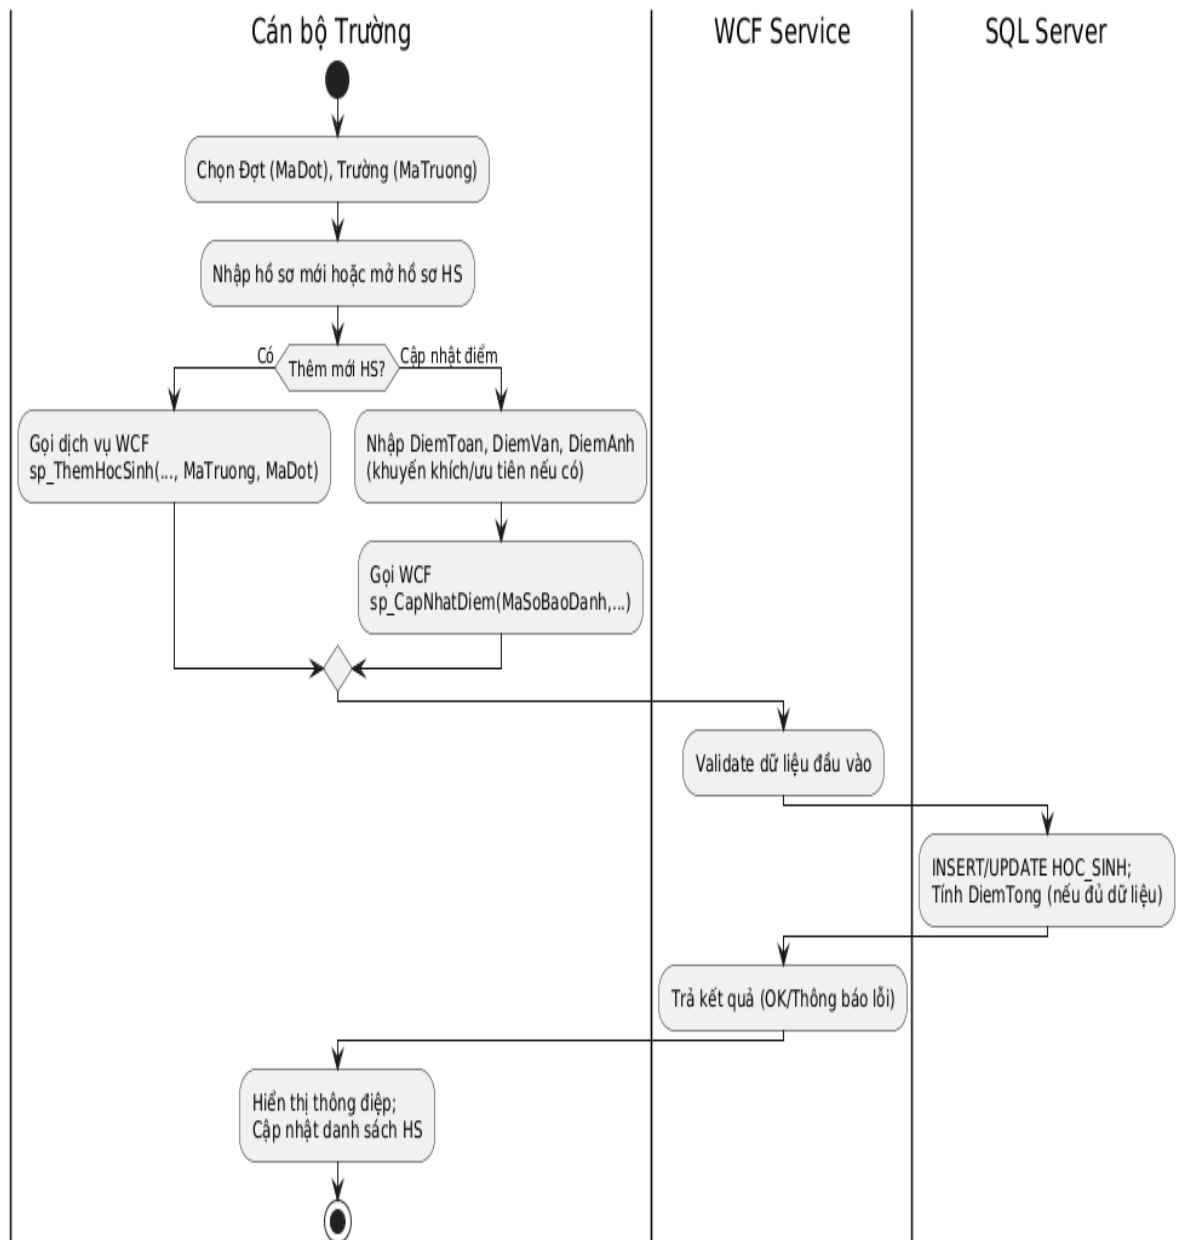 Cán bộ Trường
WCF Service
SQL Server
Chọn Đợt (MaDot), Trường (MaTruong)
Nhập hồ sơ mới hoặc mở hồ sơ HS
Có
Thêm mới HS?
Cập nhật điểm
Gọi dịch vụ WCF
sp_ThemHocSinh(..., MaTruong, MaDot)
Nhập DiemToan, DiemVan, DiemAnh
(khuyến khích/ưu tiên nếu có)
Gọi WCF
sp_CapNhatDiem(MaSoBaoDanh,...)
Validate dữ liệu đầu vào
INSERT/UPDATE HOC_SINH;
Tính DiemTong (nếu đủ dữ liệu)
Trả kết quả (OK/Thông báo lỗi)
Hiển thị thông điệp;
Cập nhật danh sách HS